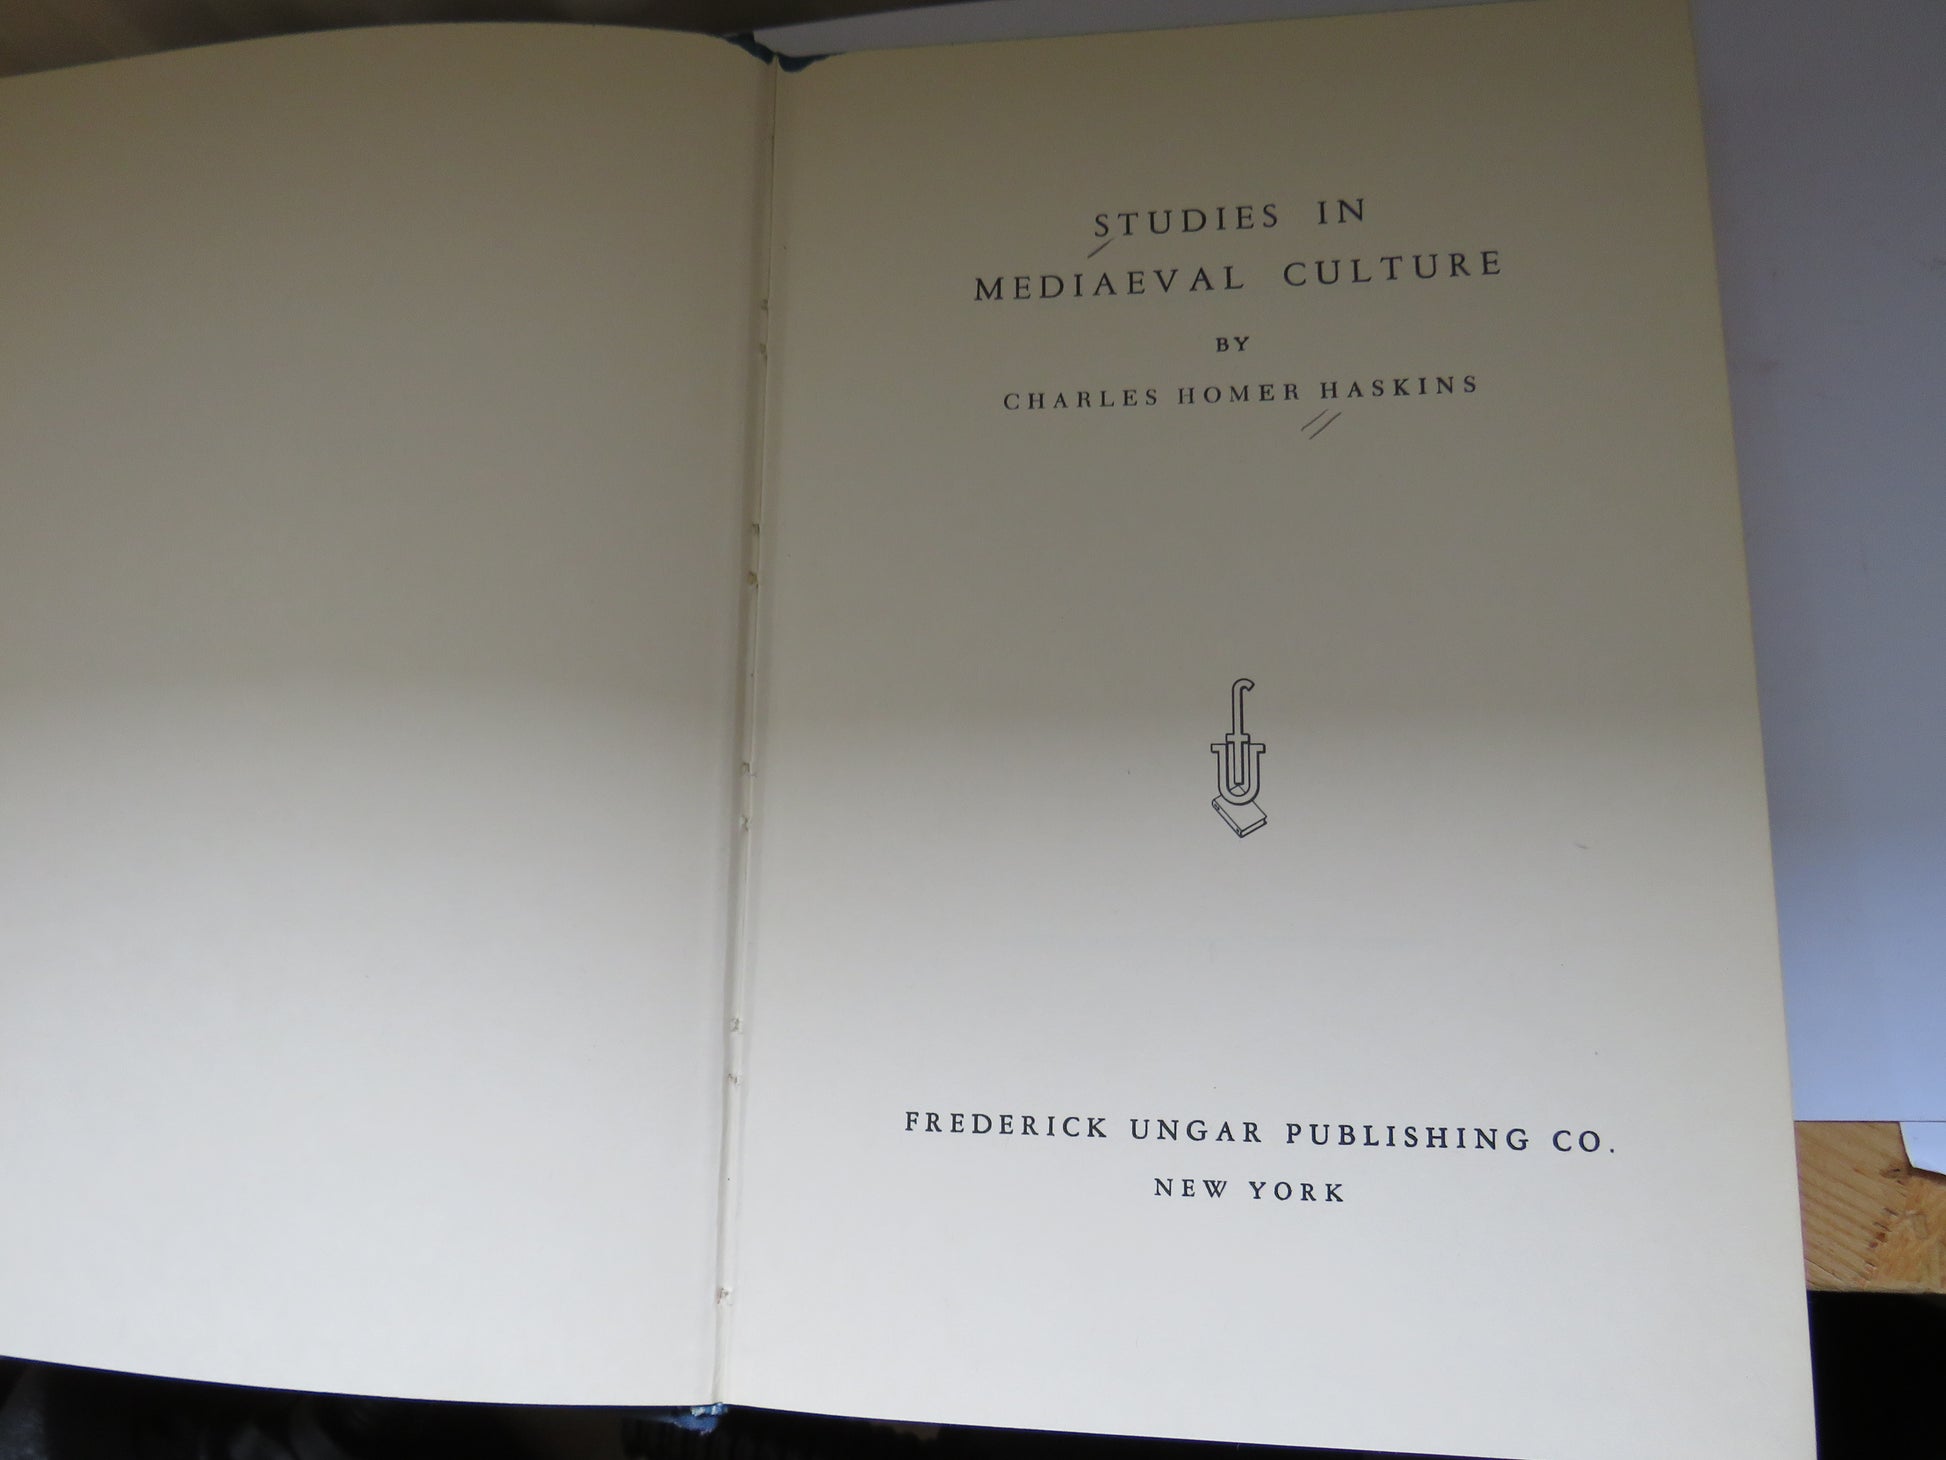 STUDIES IN
MEDIAEVAL CULTURE
BY
CHARLES HOMER HASKINS
FREDERICK UNGAR PUBLISHING CO.
NEW YORK